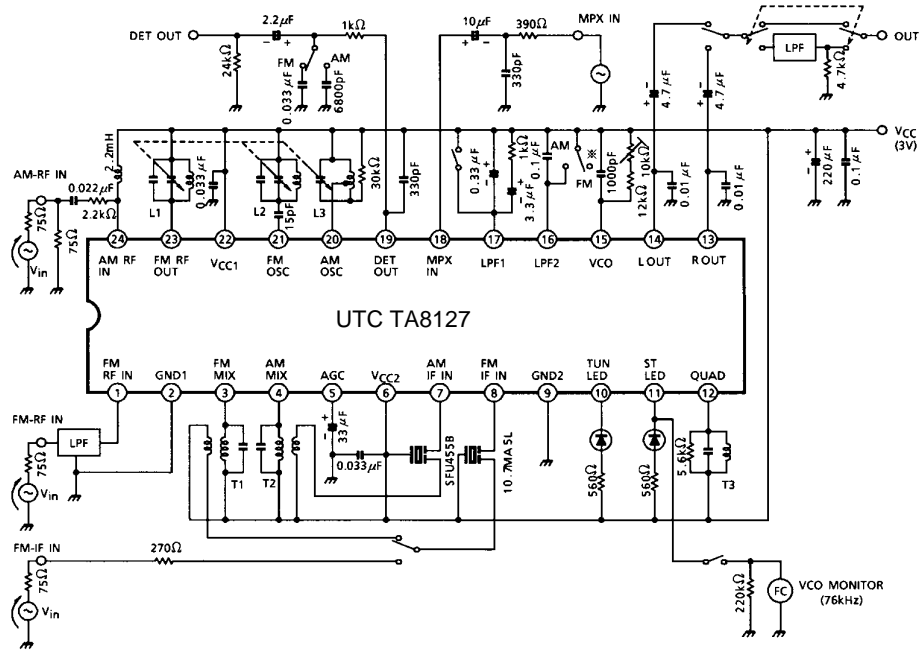 DET OUT
2.2μF
- +
1kΩ
24kΩ
FM
AM
0.033μF
6800pF
10μF
+ -
390Ω
MPX IN
330pF
4.7μF
- +
4.7μF
- +
LPF
4.7kΩ
OUT
VCC
(3V)
AM-RF IN
0.022μF
2.2kΩ
75Ω
75Ω
Vin
2.2mH
L1
0.033μF
L2
15pF
L3
30kΩ
330pF
0.33μF
- +
3.3μF
- +
1kΩ
0.1μF
AM
※
FM
1000pF
10kΩ
12kΩ
0.01μF
0.01μF
220μF
- +
0.1μF
24 23 22 21 20 19 18 17 16 15 14 13
AM RF IN
FM RF OUT
VCC1
FM OSC
AM OSC
DET OUT
MPX IN
LPF1
LPF2
VCO
L OUT
R OUT
UTC TA8127
FM RF IN
GND1
FM MIX
AM MIX
AGC
VCC2
AM IF IN
FM IF IN
GND2
TUN LED
ST LED
QUAD
1 2 3 4 5 6 7 8 9 10 11 12
FM-RF IN
LPF
75Ω
Vin
T1
T2
33μF
- +
0.033μF
SFU455B
10.7MA5L
560Ω
560Ω
5.6kΩ
T3
FM-IF IN
270Ω
75Ω
Vin
220kΩ
FC
VCO MONITOR
(76kHz)